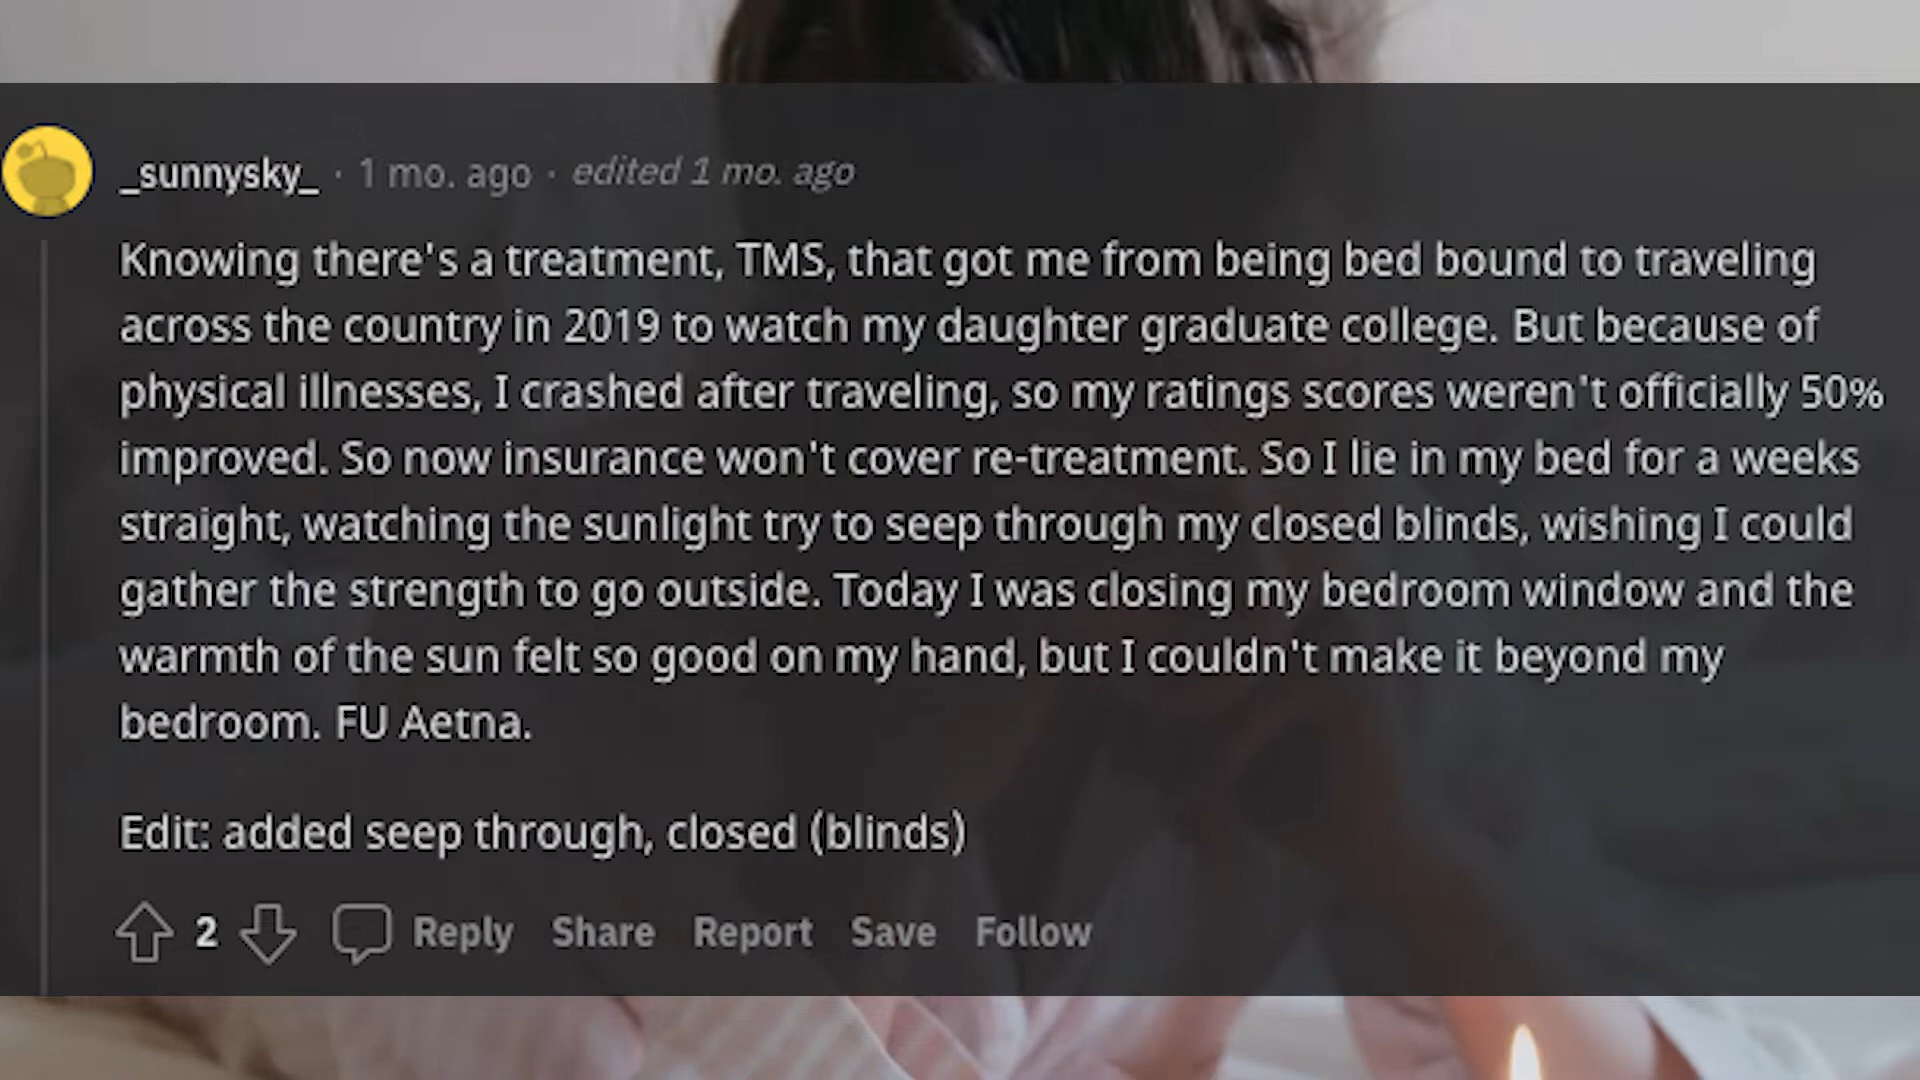 _sunnysky_ · 1 mo. ago · edited 1 mo. ago
Knowing there's a treatment, TMS, that got me from being bed bound to traveling
across the country in 2019 to watch my daughter graduate college. But because of
physical illnesses, I crashed after traveling, so my ratings scores weren't officially 50%
improved. So now insurance won't cover re-treatment. So I lie in my bed for a weeks
straight, watching the sunlight try to seep through my closed blinds, wishing I could
gather the strength to go outside. Today I was closing my bedroom window and the
warmth of the sun felt so good on my hand, but I couldn't make it beyond my
bedroom. FU Aetna.
Edit: added seep through, closed (blinds)
2 Reply Share Report Save Follow